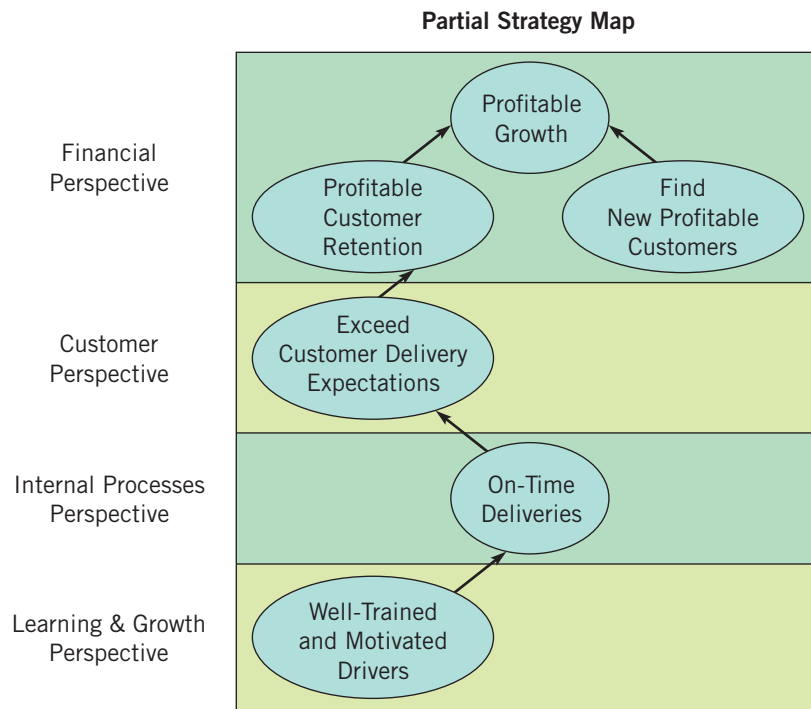 Partial Strategy Map
Financial
Perspective
Profitable
Growth
Profitable
Customer
Retention
Find
New Profitable
Customers
Customer
Perspective
Exceed
Customer Delivery
Expectations
Internal Processes
Perspective
On-Time
Deliveries
Learning & Growth
Perspective
Well-Trained
and Motivated
Drivers